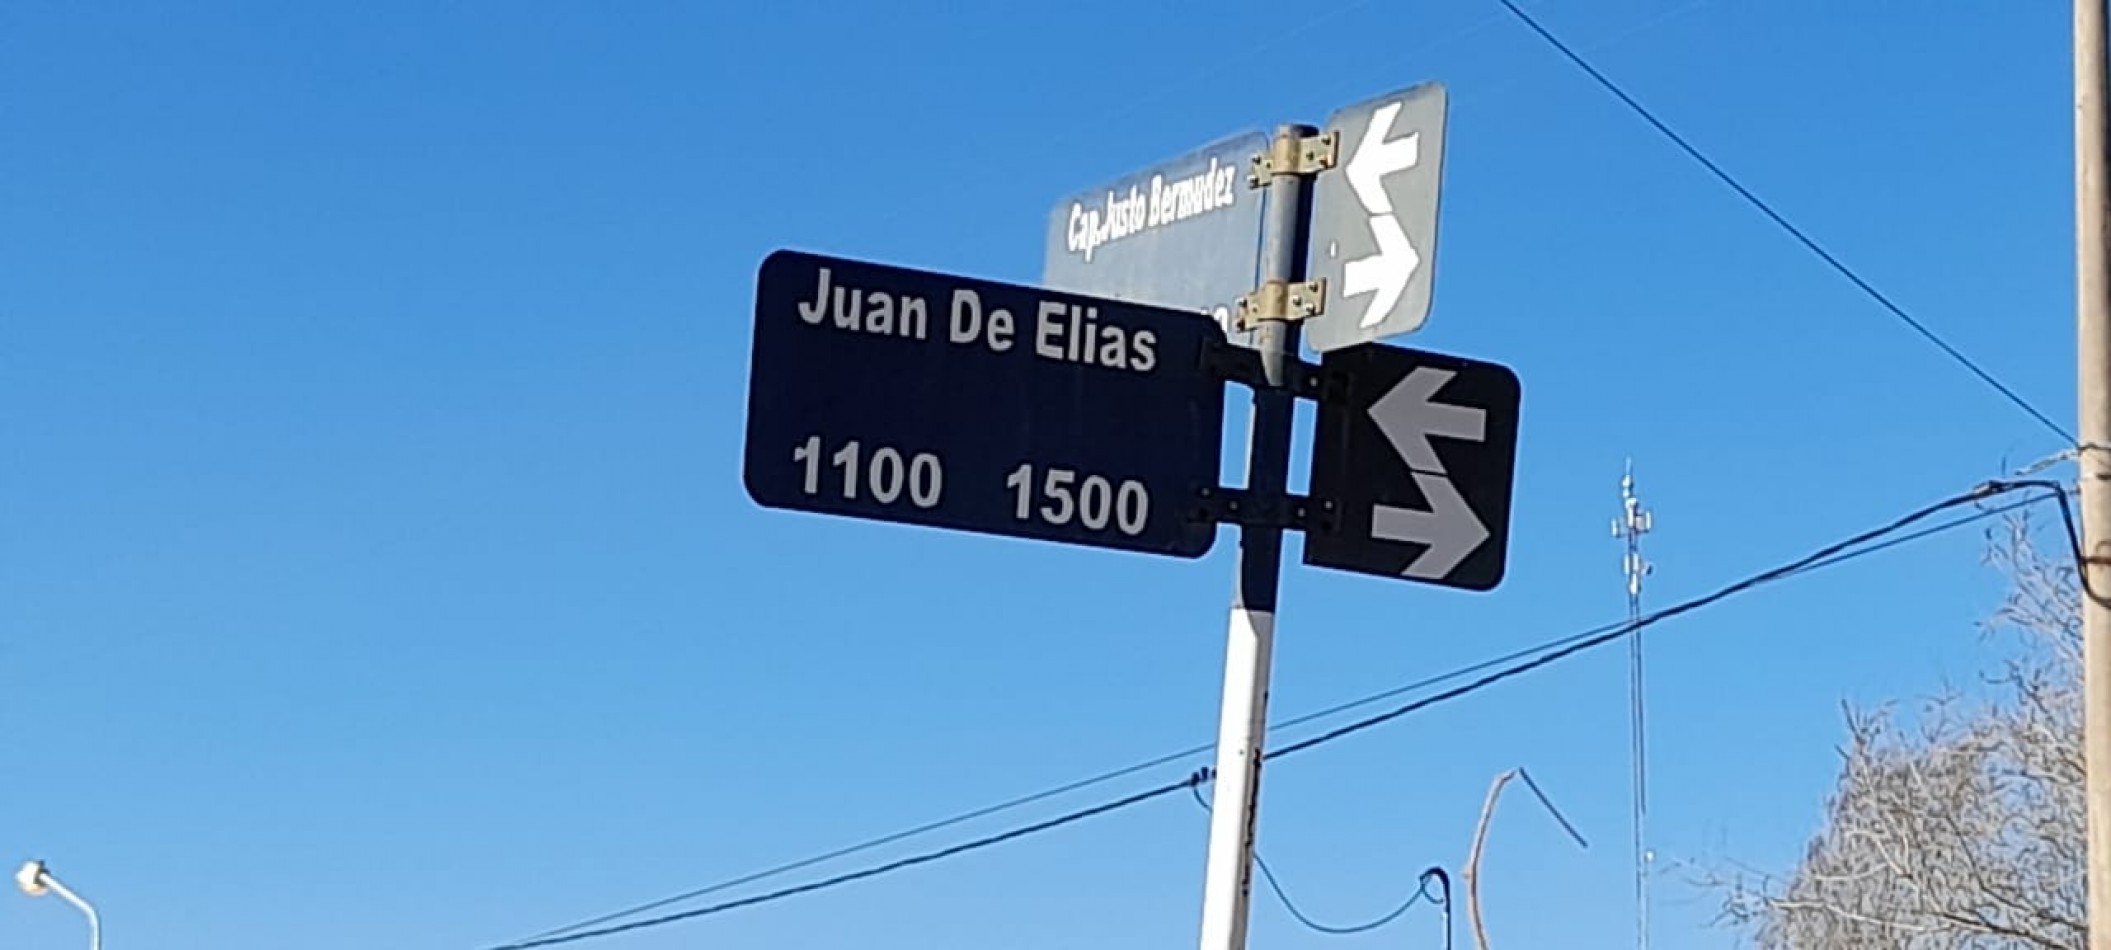 Cap. Justo Bermudez
Juan De Elias
1100 1500